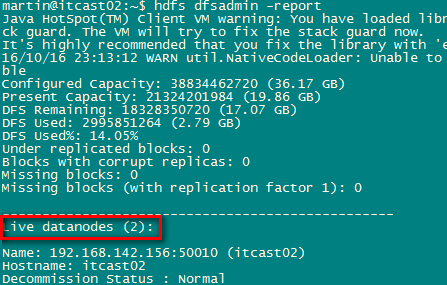 martin@itcast02:~$ hdfs dfsadmin -report
Java HotSpot(TM) Client VM warning: You have loaded libr
ck guard. The VM will try to fix the stack guard now.
It's highly recommended that you fix the library with 'e
16/10/16 23:13:12 WARN util.NativeCodeLoader: Unable to
ble
Configured Capacity: 38834462720 (36.17 GB)
Present Capacity: 21324201984 (19.86 GB)
DFS Remaining: 18328350720 (17.07 GB)
DFS Used: 2995851264 (2.79 GB)
DFS Used%: 14.05%
Under replicated blocks: 0
Blocks with corrupt replicas: 0
Missing blocks: 0
Missing blocks (with replication factor 1): 0
-------------------------------------------------
Live datanodes (2):
Name: 192.168.142.156:50010 (itcast02)
Hostname: itcast02
Decommission Status : Normal